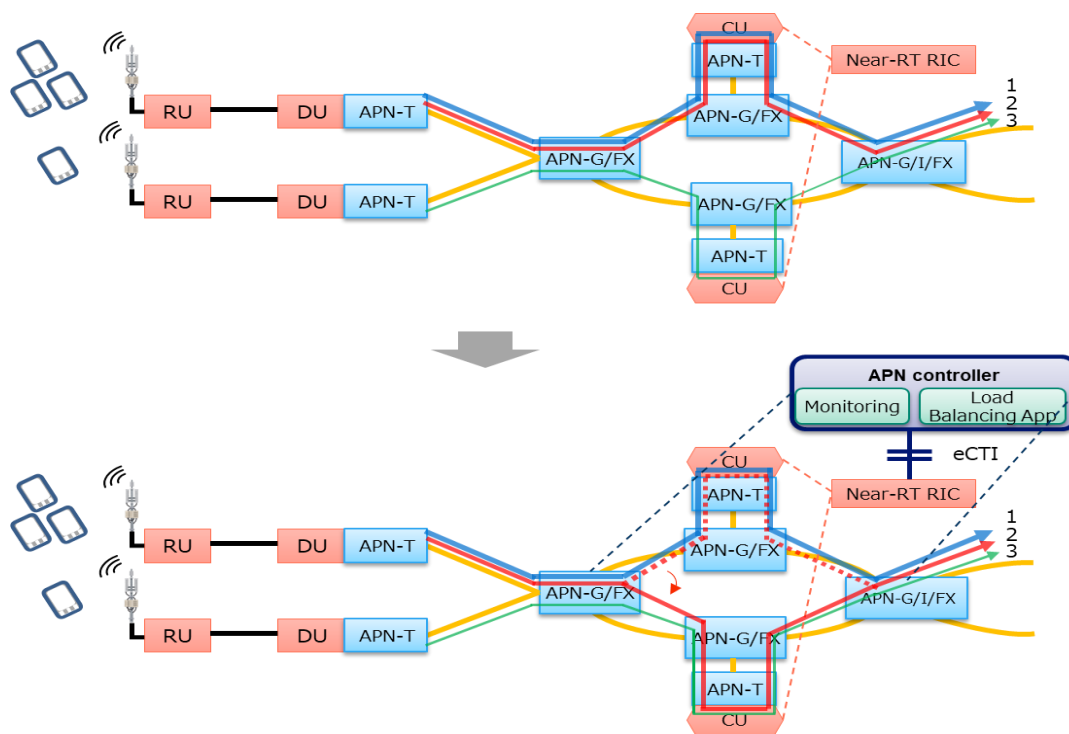 CU
APN-T
Near-RT RIC
RU
DU
APN-T
APN-G/FX
1
2
3
APN-G/FX
APN-G/I/FX
RU
DU
APN-T
APN-G/FX
APN-T
CU
APN controller
Monitoring
Load
Balancing App
eCTI
CU
APN-T
Near-RT RIC
RU
DU
APN-T
APN-G/FX
1
2
3
APN-G/FX
APN-G/I/FX
RU
DU
APN-T
APN-G/FX
APN-T
CU